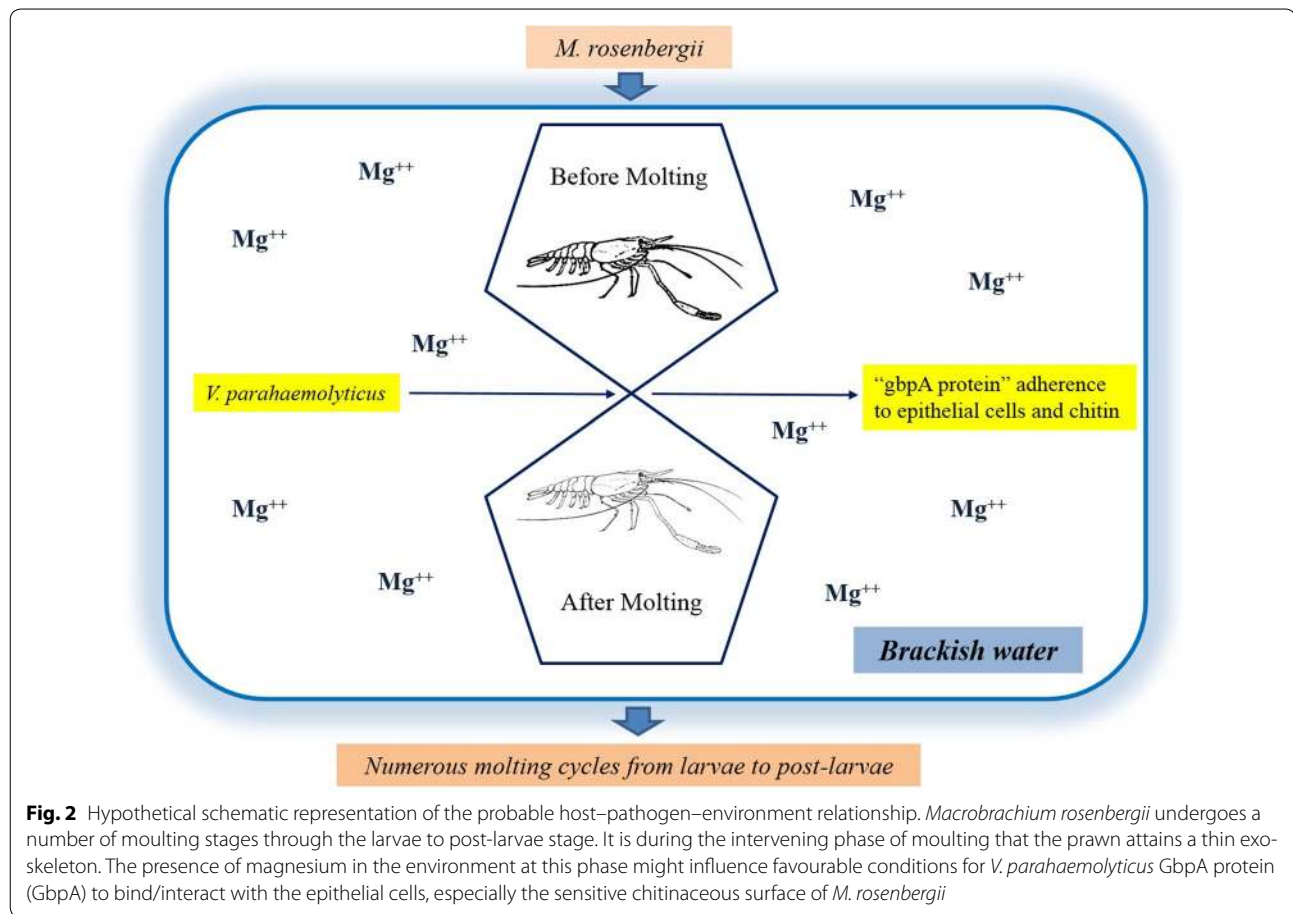 M. rosenbergii
Before Molting
Mg++
Mg++
Mg++
Mg++
Mg++
V. parahaemolyticus
“gbpA protein” adherence
to epithelial cells and chitin
Mg++
Mg++
Mg++
Mg++
Mg++
After Molting
Brackish water
Numerous molting cycles from larvae to post-larvae
Fig. 2 Hypothetical schematic representation of the probable host–pathogen–environment relationship. Macrobrachium rosenbergii undergoes a
number of moulting stages through the larvae to post-larvae stage. It is during the intervening phase of moulting that the prawn attains a thin exo-
skeleton. The presence of magnesium in the environment at this phase might influence favourable conditions for V. parahaemolyticus GbpA protein
(GbpA) to bind/interact with the epithelial cells, especially the sensitive chitinaceous surface of M. rosenbergii